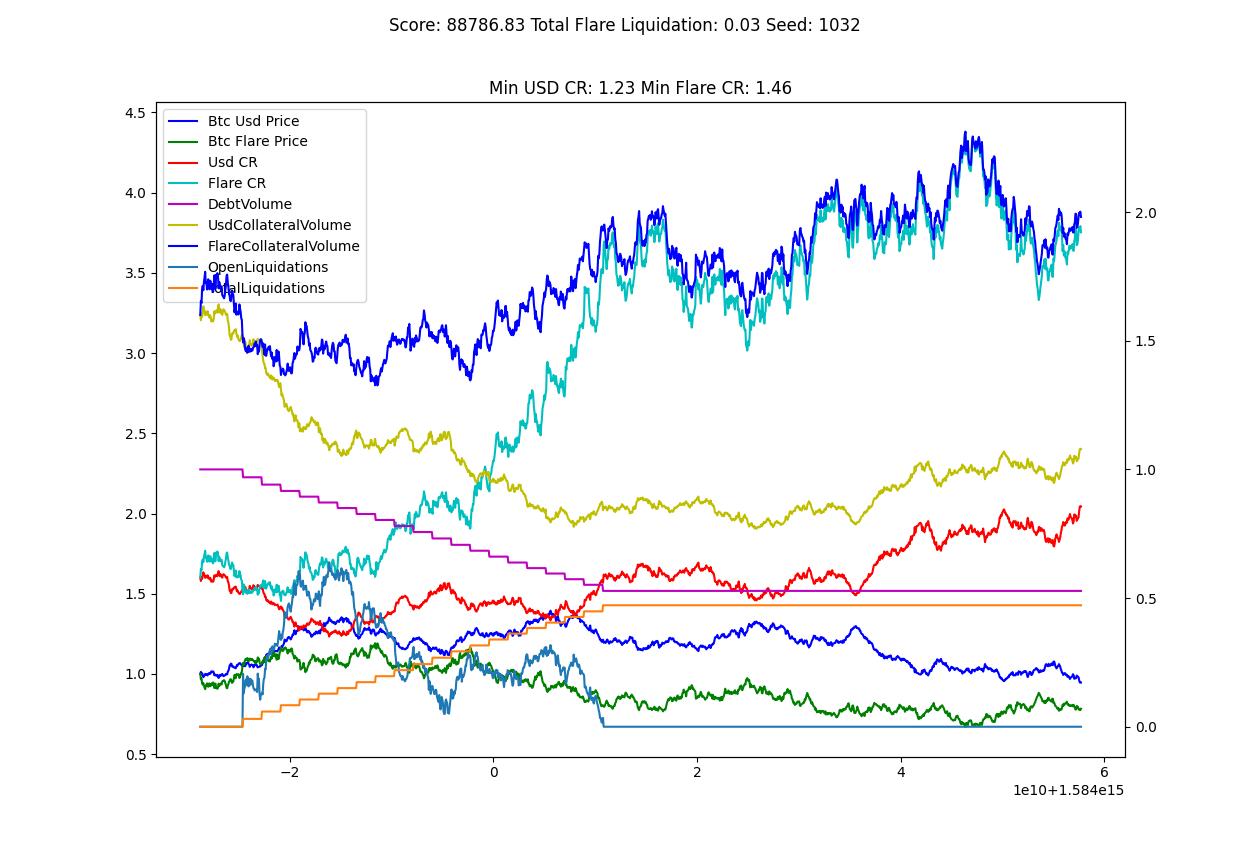 Score: 88786.83 Total Flare Liquidation: 0.03 Seed: 1032
Min USD CR: 1.23 Min Flare CR: 1.46
4.5
4.0
3.5
3.0
2.5
2.0
1.5
1.0
0.5
Btc Usd Price
Btc Flare Price
Usd CR
Flare CR
DebtVolume
UsdCollateralVolume
FlareCollateralVolume
OpenLiquidations
TotalLiquidations
2.0
1.5
1.0
0.5
0.0
−2
0
2
4
6
1e10+1.584e15